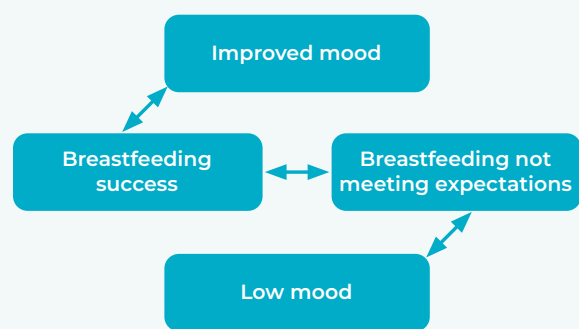 Improved mood
Breastfeeding
success
Breastfeeding not
meeting expectations
Low mood